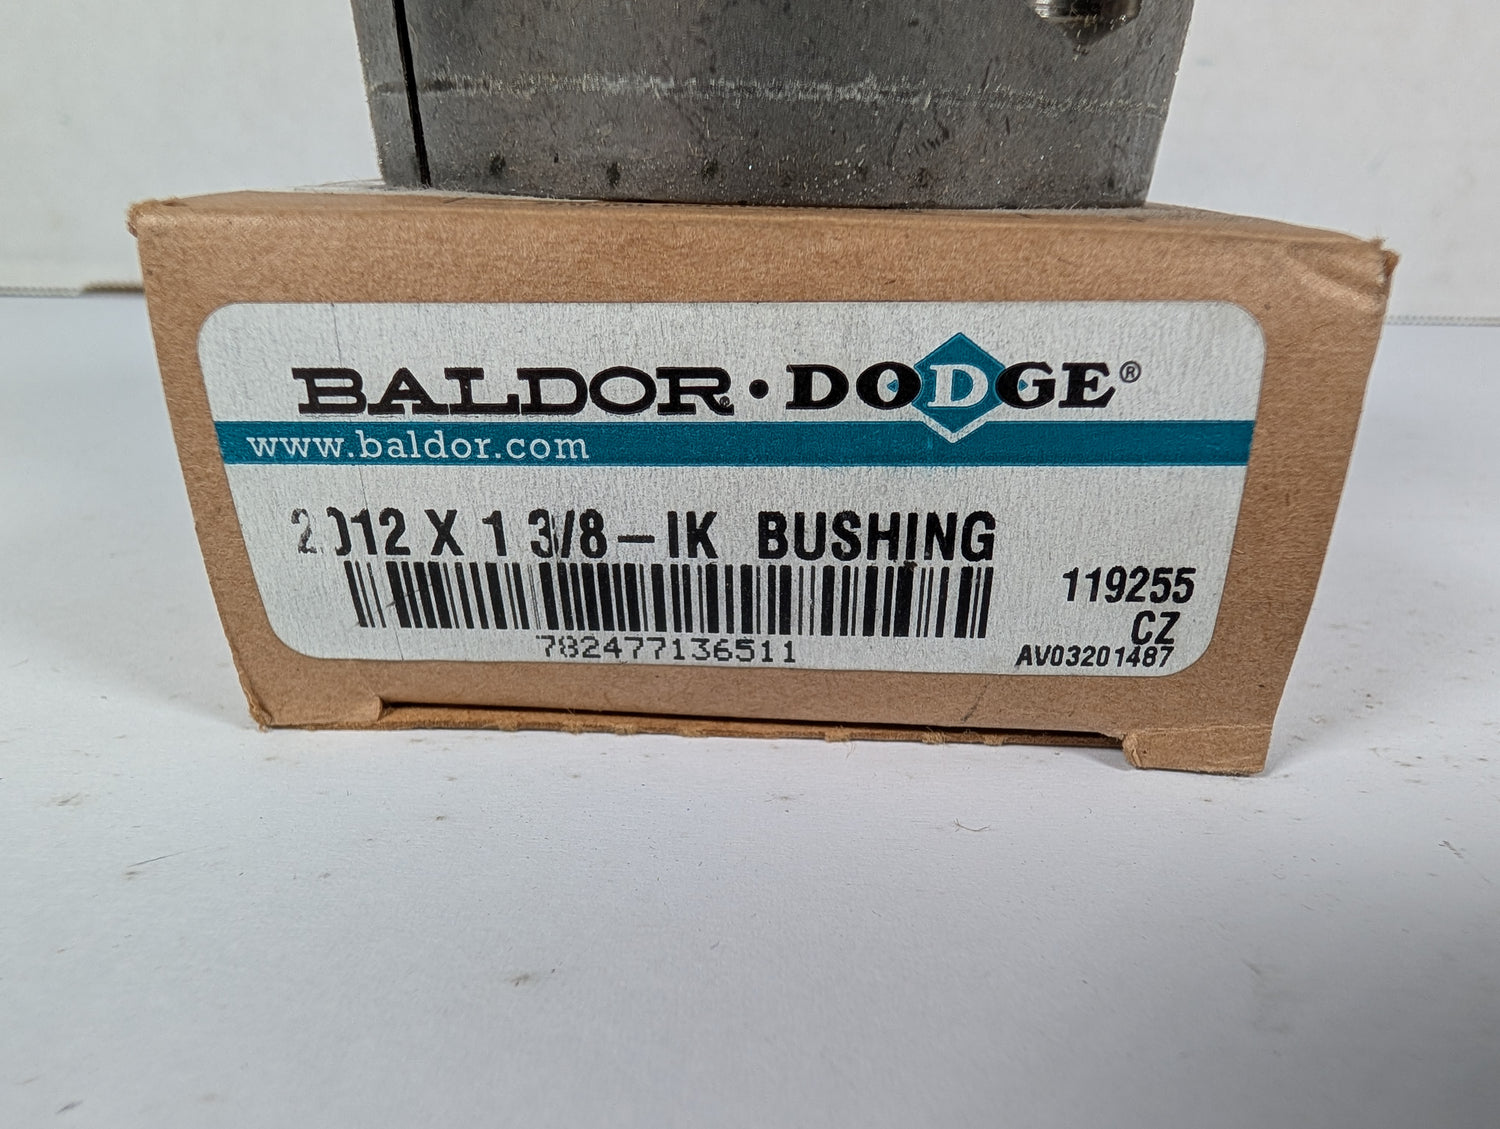 BALDOR® · DODGE®
www.baldor.com
2012 X 1 3/8-IK BUSHING
782477136511
119255
CZ
AV03201487